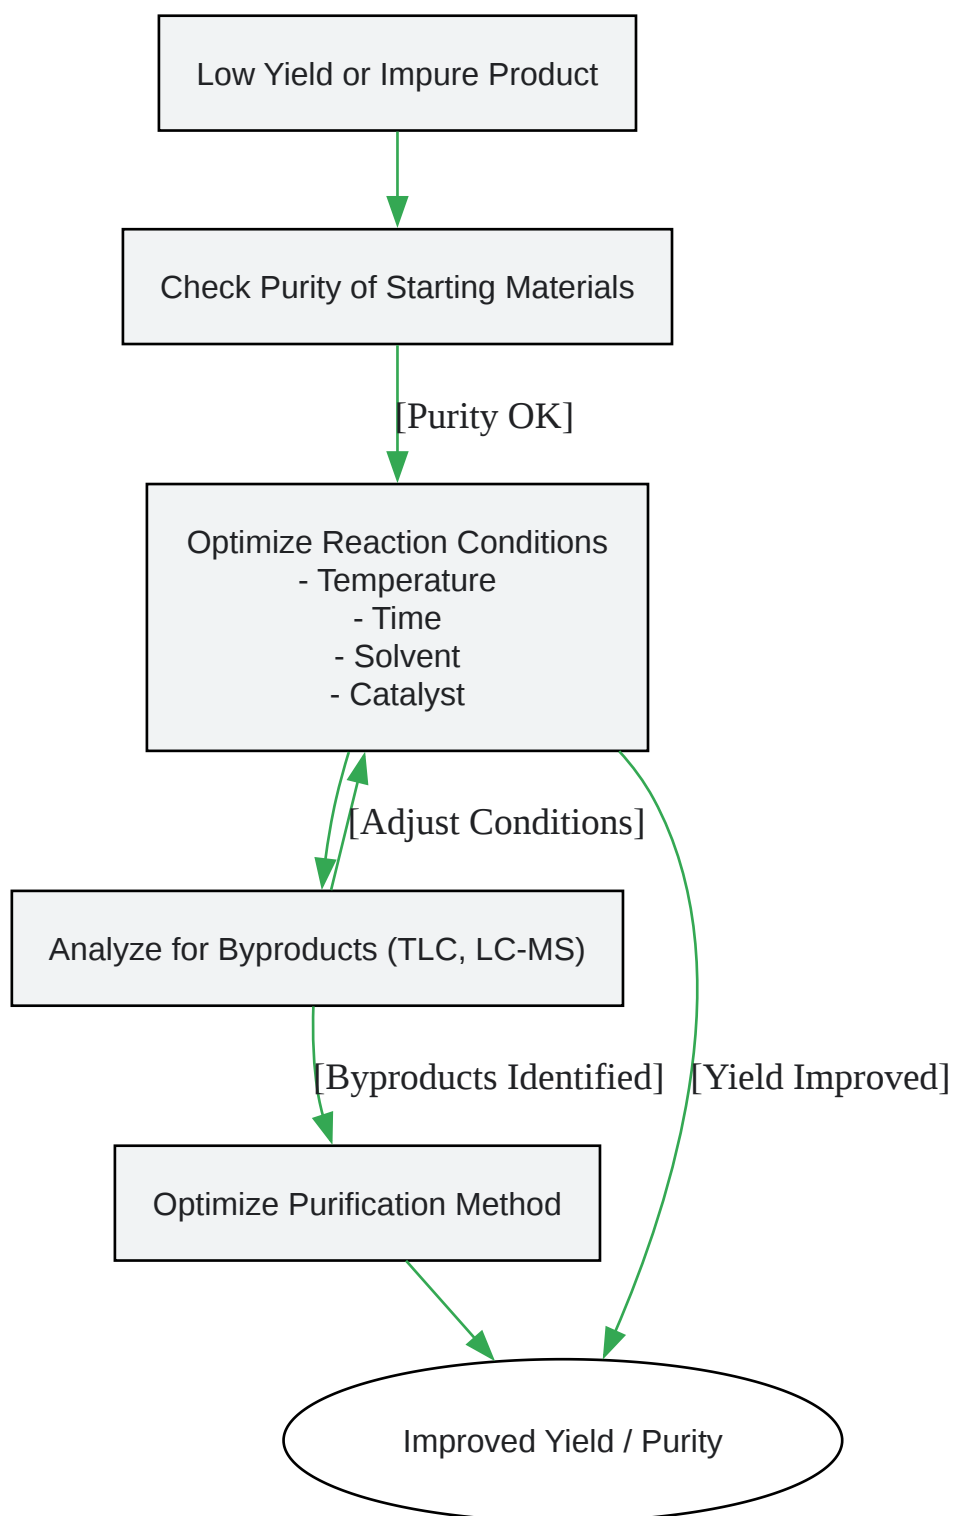 Low Yield or Impure Product
Check Purity of Starting Materials
[Purity OK]
Optimize Reaction Conditions
- Temperature
- Time
- Solvent
- Catalyst
[Adjust Conditions]
Analyze for Byproducts (TLC, LC-MS)
[Byproducts Identified]
[Yield Improved]
Optimize Purification Method
Improved Yield / Purity